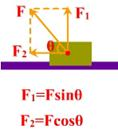 F F₁
F₂ θ
F₁=Fsinθ
F₂=Fcosθ